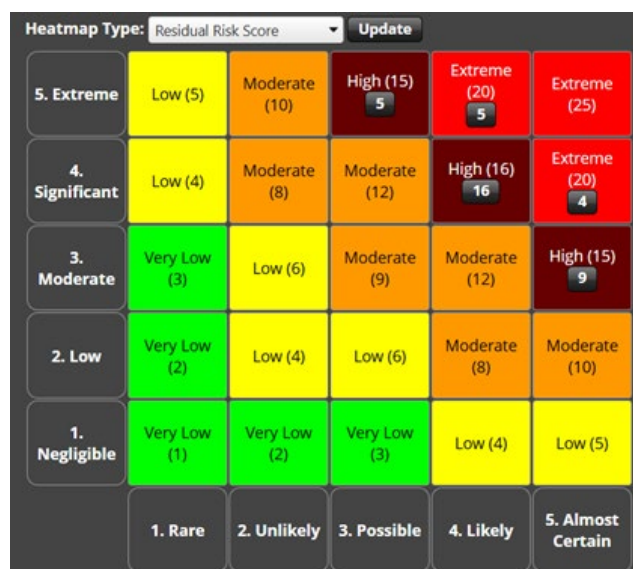 Heatmap Type: Residual Risk Score Update
5. Extreme
Low (5)
Moderate
(10)
High (15)
5
Extreme
(20)
5
Extreme
(25)
4.
Significant
Low (4)
Moderate
(8)
Moderate
(12)
High (16)
16
Extreme
(20)
4
3.
Moderate
Very Low
(3)
Low (6)
Moderate
(9)
Moderate
(12)
High (15)
9
2. Low
Very Low
(2)
Low (4)
Low (6)
Moderate
(8)
Moderate
(10)
1.
Negligible
Very Low
(1)
Very Low
(2)
Very Low
(3)
Low (4)
Low (5)
1. Rare
2. Unlikely
3. Possible
4. Likely
5. Almost
Certain